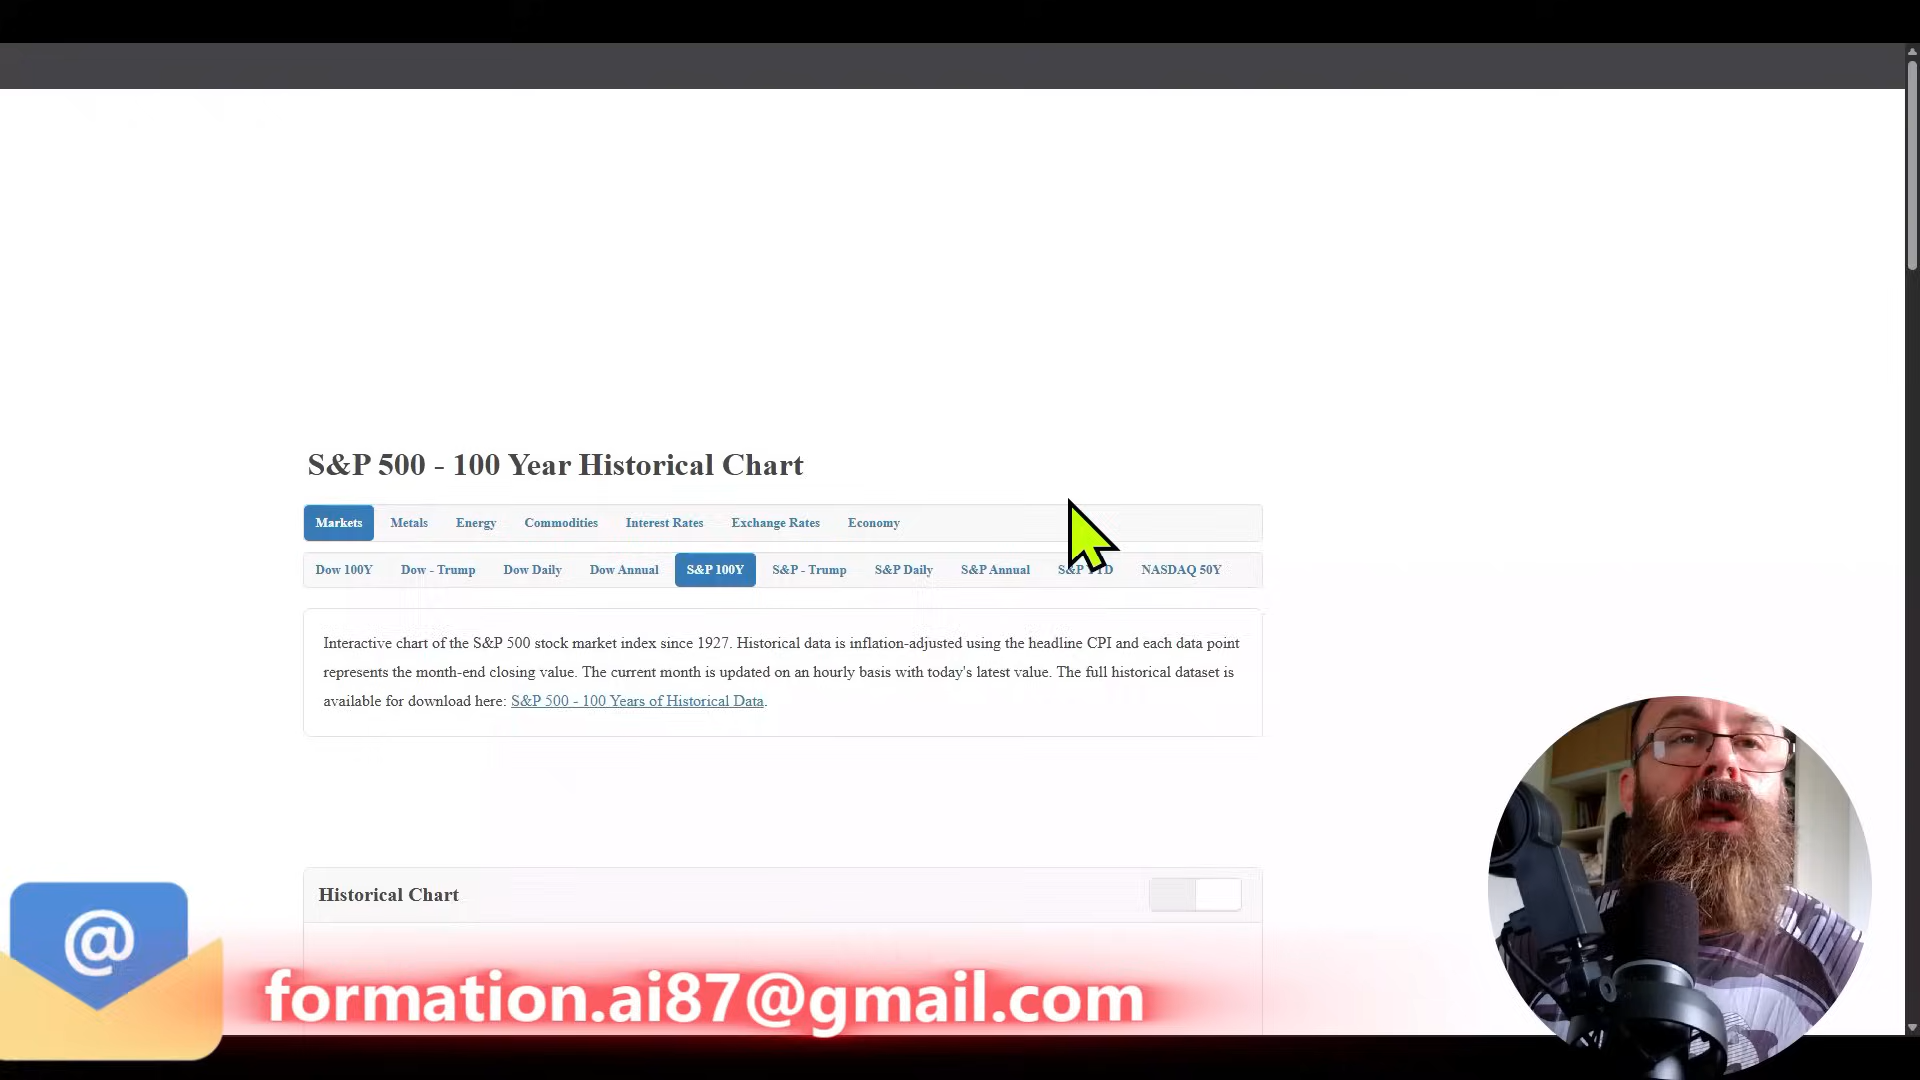 S&P 500 - 100 Year Historical Chart
Markets Metals Energy Commodities Interest Rates Exchange Rates Economy
Dow 100Y Dow - Trump Dow Daily Dow Annual S&P 100Y S&P - Trump S&P Daily S&P Annual S&P YTD NASDAQ 50Y
Interactive chart of the S&P 500 stock market index since 1927. Historical data is inflation-adjusted using the headline CPI and each data point
represents the month-end closing value. The current month is updated on an hourly basis with today's latest value. The full historical dataset is
available for download here: S&P 500 - 100 Years of Historical Data.
Historical Chart
@
formation.ai87@gmail.com